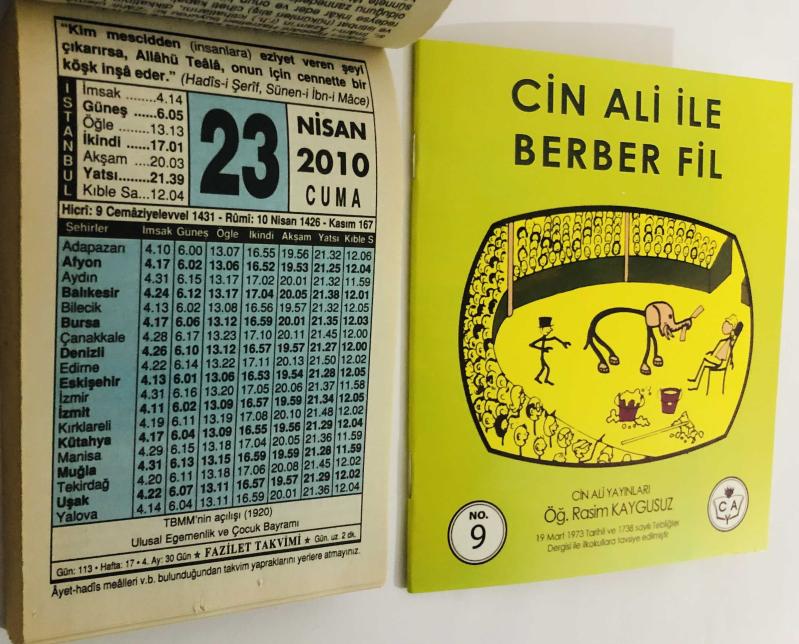 "Kim mescidden (insanlara) eziyet veren şeyi
çıkarırsa, Allâhü Teâlâ, onun için cennette bir
köşk inşâ eder." (Hadîs-i Şerîf, Sünen-i İbn-i Mâce)
İSTANBUL
İmsak ........4.14
Güneş ......6.05
Öğle .......13.13
İkindi ......17.01
Akşam ....20.03
Yatsı.......21.39
Kıble Sa...12.04
23
NİSAN
2010
CUMA
Hicrî: 9 Cemâziyelevvel 1431 - Rûmî: 10 Nisan 1426 - Kasım 167
Şehirler İmsak Güneş Öğle İkindi Akşam Yatsı Kıble S
Adapazarı 4.10 6.00 13.07 16.55 19.56 21.32 12.06
Afyon 4.17 6.02 13.06 16.52 19.53 21.25 12.04
Aydın 4.31 6.15 13.17 17.02 20.01 21.32 11.59
Balıkesir 4.24 6.12 13.17 17.04 20.05 21.38 12.01
Bilecik 4.13 6.02 13.08 16.56 19.57 21.32 12.05
Bursa 4.17 6.06 13.12 16.59 20.01 21.35 12.03
Çanakkale 4.28 6.17 13.23 17.10 20.11 21.45 12.00
Denizli 4.26 6.10 13.12 16.57 19.57 21.27 12.00
Edirne 4.22 6.14 13.22 17.11 20.13 21.50 12.02
Eskişehir 4.13 6.01 13.06 16.53 19.54 21.28 12.05
İzmir 4.31 6.16 13.20 17.05 20.06 21.37 11.58
İzmit 4.11 6.02 13.09 16.57 19.59 21.34 12.05
Kırklareli 4.19 6.11 13.19 17.08 20.10 21.48 12.02
Kütahya 4.17 6.04 13.09 16.55 19.56 21.29 12.04
Manisa 4.29 6.15 13.18 17.04 20.05 21.36 11.59
Muğla 4.31 6.13 13.15 16.59 19.59 21.28 11.59
Tekirdağ 4.20 6.11 13.18 17.06 20.08 21.45 12.02
Uşak 4.22 6.07 13.11 16.57 19.57 21.29 12.02
Yalova 4.14 6.04 13.11 16.59 20.01 21.36 12.04
TBMM'nin açılışı (1920)
Ulusal Egemenlik ve Çocuk Bayramı
Gün: 113 • Hafta: 17 • 4. Ay: 30 Gün ★ FAZİLET TAKVİMİ ★ Gün. uz. 2 dk.
Âyet-hadîs meâlleri v.b. bulunduğundan takvim yapraklarını yerlere atmayınız.
CİN ALİ İLE
BERBER FİL
NO.
9
CİN ALİ YAYINLARI
Öğ. Rasim KAYGUSUZ
19 Mart 1973 Tarihli ve 1738 sayılı Tebliğler
Dergisi ile ilkokullara tavsiye edilmiştir
C A